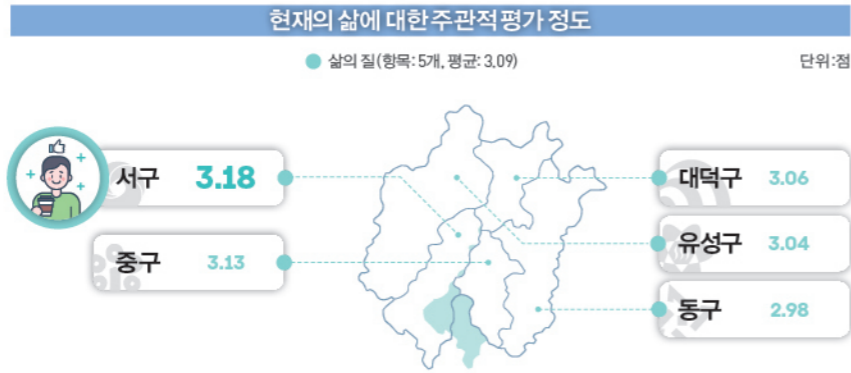 현재의 삶에 대한 주관적 평가 정도
삶의 질(항목: 5개, 평균: 3.09)
단위:점
서구 3.18
중구 3.13
대덕구 3.06
유성구 3.04
동구 2.98